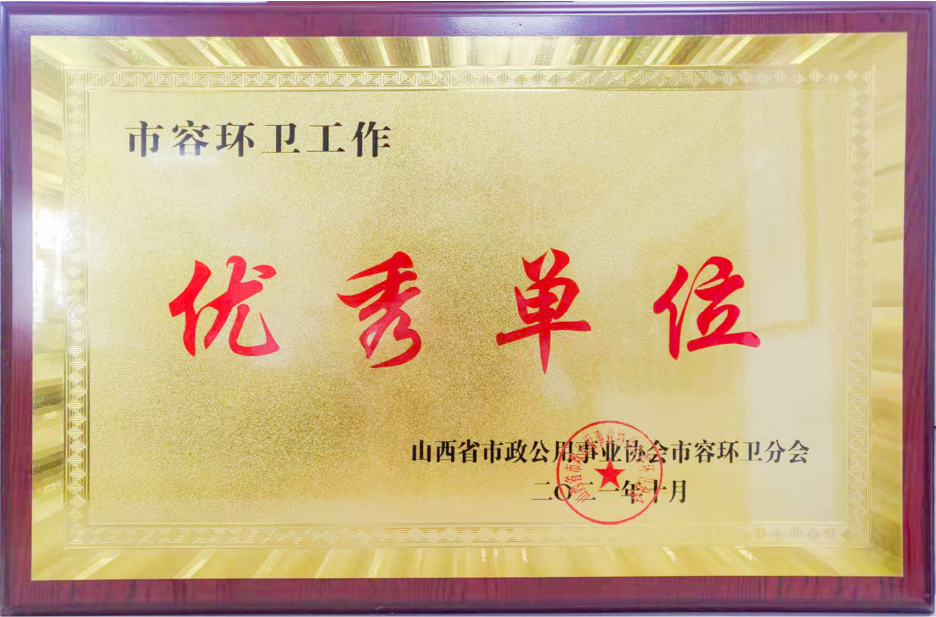 市容环卫工作
优秀单位
山西省市政公用事业协会市容环卫分会
二〇二一年十月